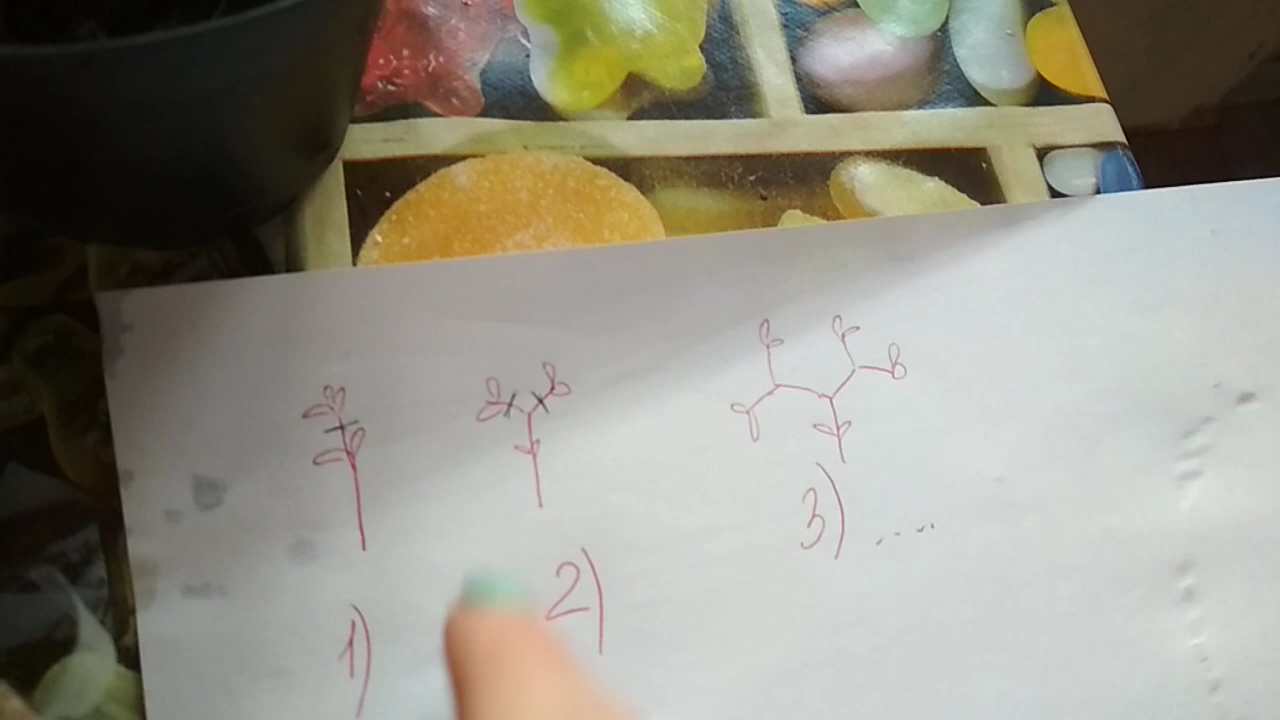 1)
2)
3) ....